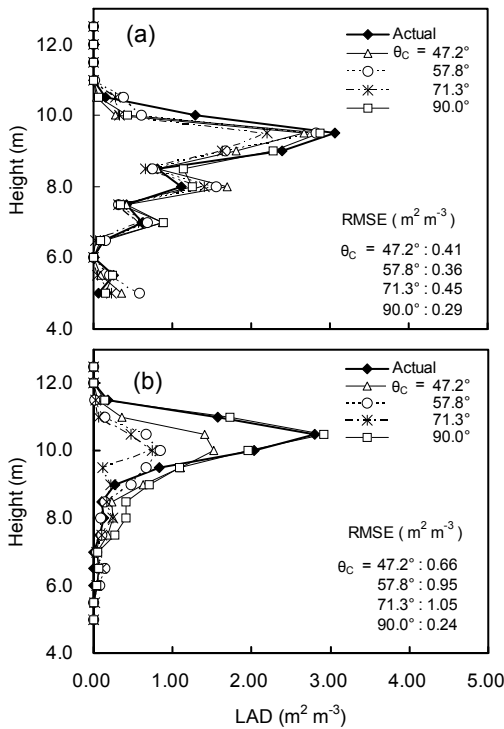 (a)
Actual
θC = 47.2°
57.8°
71.3°
90.0°
12.0
10.0
8.0
6.0
4.0
Height (m)
RMSE ( m² m⁻³)
θC = 47.2° : 0.41
57.8° : 0.36
71.3° : 0.45
90.0° : 0.29
(b)
Actual
θC = 47.2°
57.8°
71.3°
90.0°
12.0
10.0
8.0
6.0
4.0
Height (m)
RMSE ( m² m⁻³)
θC = 47.2° : 0.66
57.8° : 0.95
71.3° : 1.05
90.0° : 0.24
0.00 1.00 2.00 3.00 4.00 5.00
LAD (m² m⁻³)